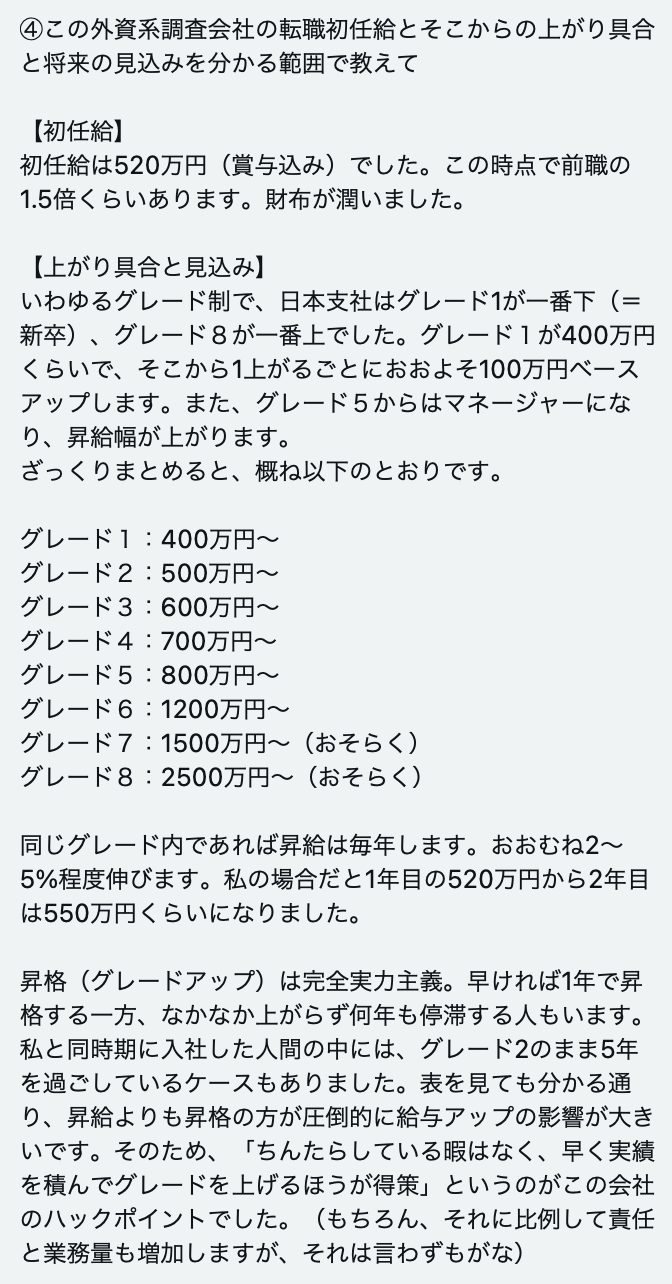 ④この外資系調査会社の転職初任給とそこからの上がり具合
と将来の見込みを分かる範囲で教えて
【初任給】
初任給は520万円（賞与込み）でした。この時点で前職の
1.5倍くらいあります。財布が潤いました。
【上がり具合と見込み】
いわゆるグレード制で、日本支社はグレード1が一番下（＝
新卒）、グレード８が一番上でした。グレード１が400万円
くらいで、そこから1上がるごとにおおよそ100万円ベース
アップします。また、グレード５からはマネージャーにな
り、昇給幅が上がります。
ざっくりまとめると、概ね以下のとおりです。
グレード１：400万円〜
グレード２：500万円〜
グレード３：600万円〜
グレード４：700万円〜
グレード５：800万円〜
グレード６：1200万円〜
グレード７：1500万円〜（おそらく）
グレード８：2500万円〜（おそらく）
同じグレード内であれば昇給は毎年します。おおむね2〜
5%程度伸びます。私の場合だと1年目の520万円から2年目
は550万円くらいになりました。
昇格（グレードアップ）は完全実力主義。早ければ1年で昇
格する一方、なかなか上がらず何年も停滞する人もいます。
私と同時期に入社した人間の中には、グレード2のまま5年
を過ごしているケースもありました。表を見ても分かる通
り、昇給よりも昇格の方が圧倒的に給与アップの影響が大き
いです。そのため、「ちんたらしている暇はなく、早く実績
を積んでグレードを上げるほうが得策」というのがこの会社
のハックポイントでした。（もちろん、それに比例して責任
と業務量も増加しますが、それは言わずもがな）